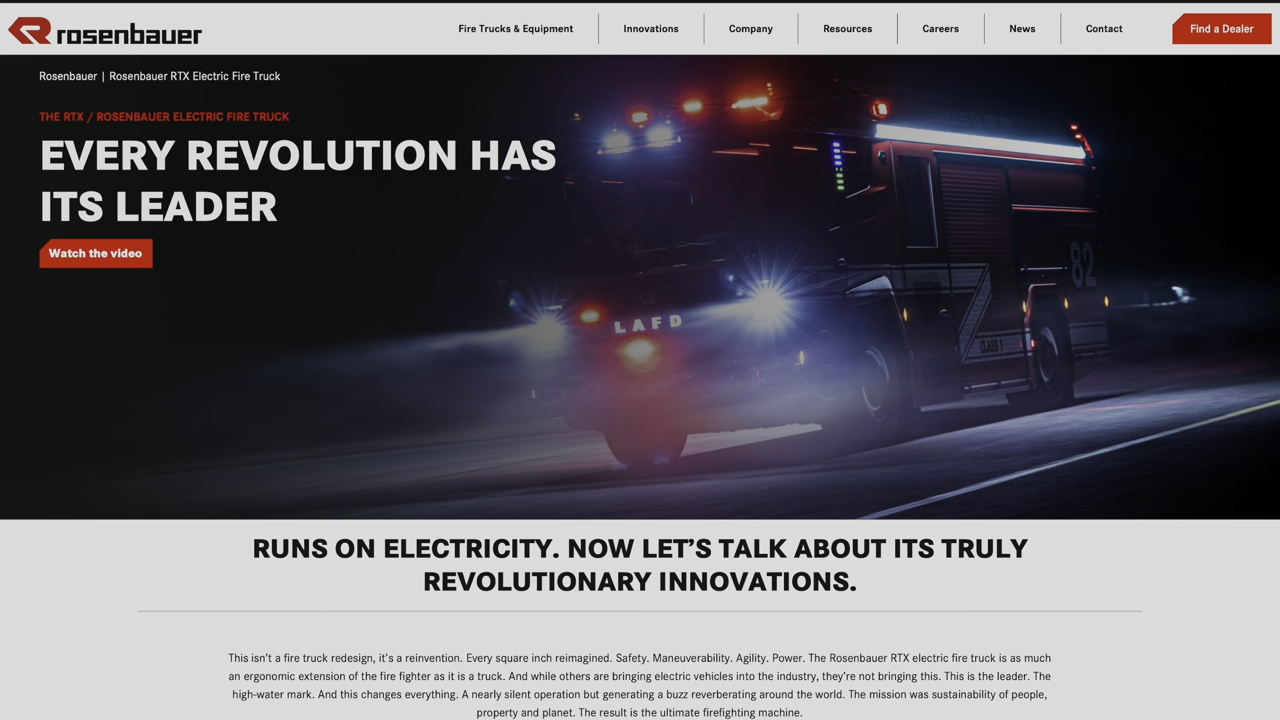 rosenbauer
Fire Trucks & Equipment
Innovations
Company
Resources
Careers
News
Contact
Find a Dealer
Rosenbauer | Rosenbauer RTX Electric Fire Truck
THE RTX / ROSENBAUER ELECTRIC FIRE TRUCK
EVERY REVOLUTION HAS
ITS LEADER
Watch the video
82
LAFD
CLASS 1
RUNS ON ELECTRICITY. NOW LET’S TALK ABOUT ITS TRULY
REVOLUTIONARY INNOVATIONS.
This isn’t a fire truck redesign, it’s a reinvention. Every square inch reimagined. Safety. Maneuverability. Agility. Power. The Rosenbauer RTX electric fire truck is as much
an ergonomic extension of the fire fighter as it is a truck. And while others are bringing electric vehicles into the industry, they’re not bringing this. This is the leader. The
high-water mark. And this changes everything. A nearly silent operation but generating a buzz reverberating around the world. The mission was sustainability of people,
property and planet. The result is the ultimate firefighting machine.